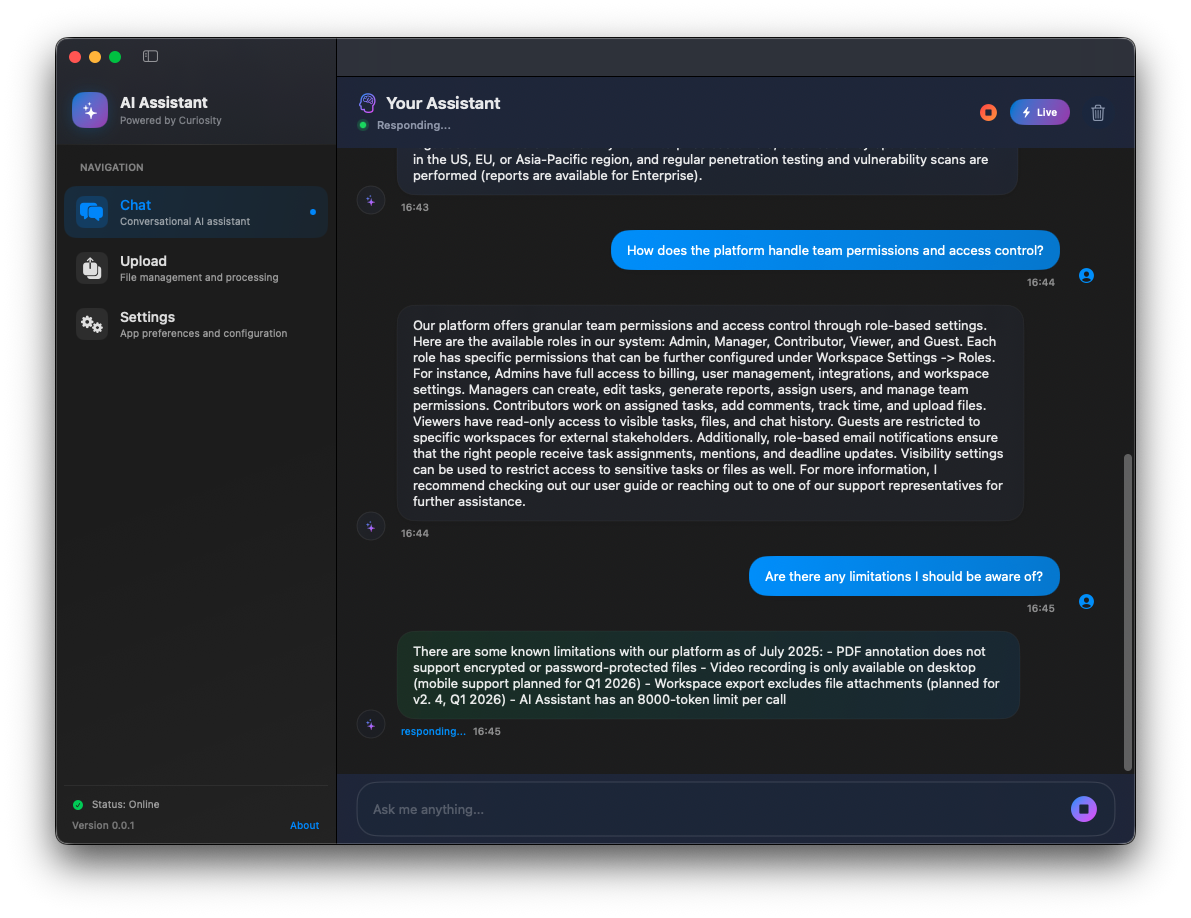 AI Assistant
Powered by Curiosity
NAVIGATION
Chat
Conversational AI assistant
Upload
File management and processing
Settings
App preferences and configuration
Status: Online
Version 0.0.1
About
Your Assistant
Responding...
Live
in the US, EU, or Asia-Pacific region, and regular penetration testing and vulnerability scans are
performed (reports are available for Enterprise).
16:43
How does the platform handle team permissions and access control?
16:44
Our platform offers granular team permissions and access control through role-based settings.
Here are the available roles in our system: Admin, Manager, Contributor, Viewer, and Guest. Each
role has specific permissions that can be further configured under Workspace Settings -> Roles.
For instance, Admins have full access to billing, user management, integrations, and workspace
settings. Managers can create, edit tasks, generate reports, assign users, and manage team
permissions. Contributors work on assigned tasks, add comments, track time, and upload files.
Viewers have read-only access to visible tasks, files, and chat history. Guests are restricted to
specific workspaces for external stakeholders. Additionally, role-based email notifications ensure
that the right people receive task assignments, mentions, and deadline updates. Visibility settings
can be used to restrict access to sensitive tasks or files as well. For more information, I
recommend checking out our user guide or reaching out to one of our support representatives for
further assistance.
16:44
Are there any limitations I should be aware of?
16:45
There are some known limitations with our platform as of July 2025: - PDF annotation does not
support encrypted or password-protected files - Video recording is only available on desktop
(mobile support planned for Q1 2026) - Workspace export excludes file attachments (planned for
v2. 4, Q1 2026) - AI Assistant has an 8000-token limit per call
responding... 16:45
Ask me anything...